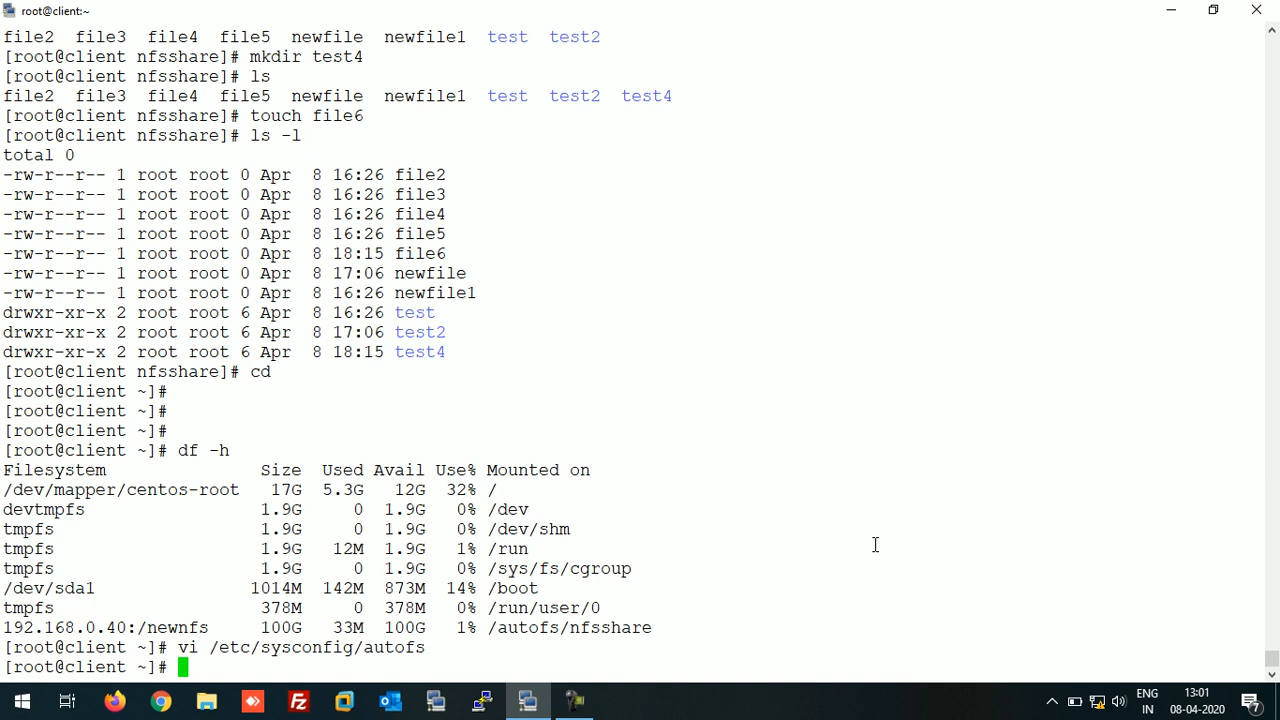 root@client:~
file2  file3  file4  file5  newfile  newfile1  test  test2
[root@client nfsshare]# mkdir test4
[root@client nfsshare]# ls
file2  file3  file4  file5  newfile  newfile1  test  test2  test4
[root@client nfsshare]# touch file6
[root@client nfsshare]# ls -l
total 0
-rw-r--r-- 1 root root 0 Apr  8 16:26 file2
-rw-r--r-- 1 root root 0 Apr  8 16:26 file3
-rw-r--r-- 1 root root 0 Apr  8 16:26 file4
-rw-r--r-- 1 root root 0 Apr  8 16:26 file5
-rw-r--r-- 1 root root 0 Apr  8 18:15 file6
-rw-r--r-- 1 root root 0 Apr  8 17:06 newfile
-rw-r--r-- 1 root root 0 Apr  8 16:26 newfile1
drwxr-xr-x 2 root root 6 Apr  8 16:26 test
drwxr-xr-x 2 root root 6 Apr  8 17:06 test2
drwxr-xr-x 2 root root 6 Apr  8 18:15 test4
[root@client nfsshare]# cd
[root@client ~]#
[root@client ~]#
[root@client ~]#
[root@client ~]# df -h
Filesystem               Size  Used Avail Use% Mounted on
/dev/mapper/centos-root   17G  5.3G   12G  32% /
devtmpfs                 1.9G     0  1.9G   0% /dev
tmpfs                    1.9G     0  1.9G   0% /dev/shm
tmpfs                    1.9G   12M  1.9G   1% /run
tmpfs                    1.9G     0  1.9G   0% /sys/fs/cgroup
/dev/sda1               1014M  142M  873M  14% /boot
tmpfs                    378M     0  378M   0% /run/user/0
192.168.0.40:/newnfs     100G   33M  100G   1% /autofs/nfsshare
[root@client ~]# vi /etc/sysconfig/autofs
[root@client ~]#
ENG
IN
13:01
08-04-2020
7